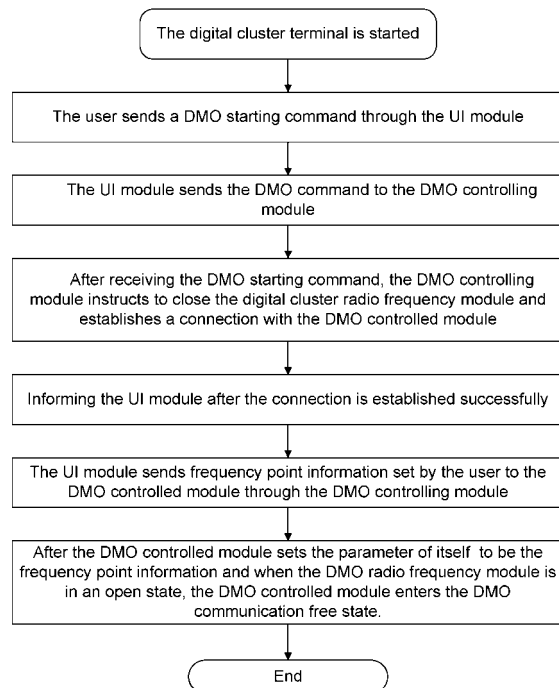 The digital cluster terminal is started
The user sends a DMO starting command through the UI module
The UI module sends the DMO command to the DMO controlling
module
After receiving the DMO starting command, the DMO controlling
module instructs to close the digital cluster radio frequency module and
establishes a connection with the DMO controlled module
Informing the UI module after the connection is established successfully
The UI module sends frequency point information set by the user to the
DMO controlled module through the DMO controlling module
After the DMO controlled module sets the parameter of itself to be the
frequency point information and when the DMO radio frequency module is
in an open state, the DMO controlled module enters the DMO
communication free state.
End